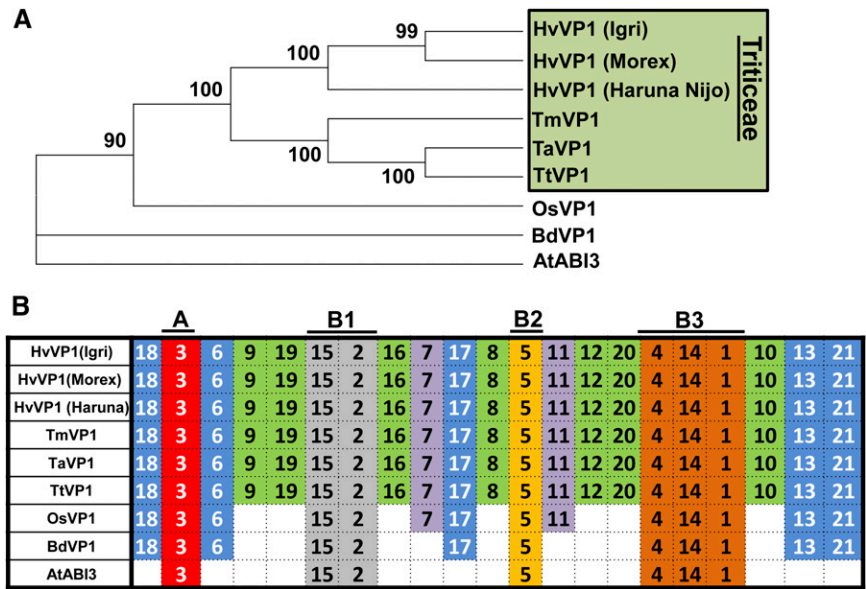 A
99
HvVP1 (Igri)
100
HvVP1 (Morex)
100
HvVP1 (Haruna Nijo)
90
TmVP1
100
TaVP1
100
TtVP1
Triticeae
OsVP1
BdVP1
AtABI3
B
A B1 B2 B3
HvVP1(Igri) 18 3 6 9 19 15 2 16 7 17 8 5 11 12 20 4 14 1 10 13 21
HvVP1(Morex) 18 3 6 9 19 15 2 16 7 17 8 5 11 12 20 4 14 1 10 13 21
HvVP1 (Haruna) 18 3 6 9 19 15 2 16 7 17 8 5 11 12 20 4 14 1 10 13 21
TmVP1 18 3 6 9 19 15 2 16 7 17 8 5 11 12 20 4 14 1 10 13 21
TaVP1 18 3 6 9 19 15 2 16 7 17 8 5 11 12 20 4 14 1 10 13 21
TtVP1 18 3 6 9 19 15 2 16 7 17 8 5 11 12 20 4 14 1 10 13 21
OsVP1 18 3 6 15 2 7 17 5 11 4 14 1 13 21
BdVP1 18 3 6 15 2 17 5 4 14 1 13 21
AtABI3 3 15 2 5 4 14 1